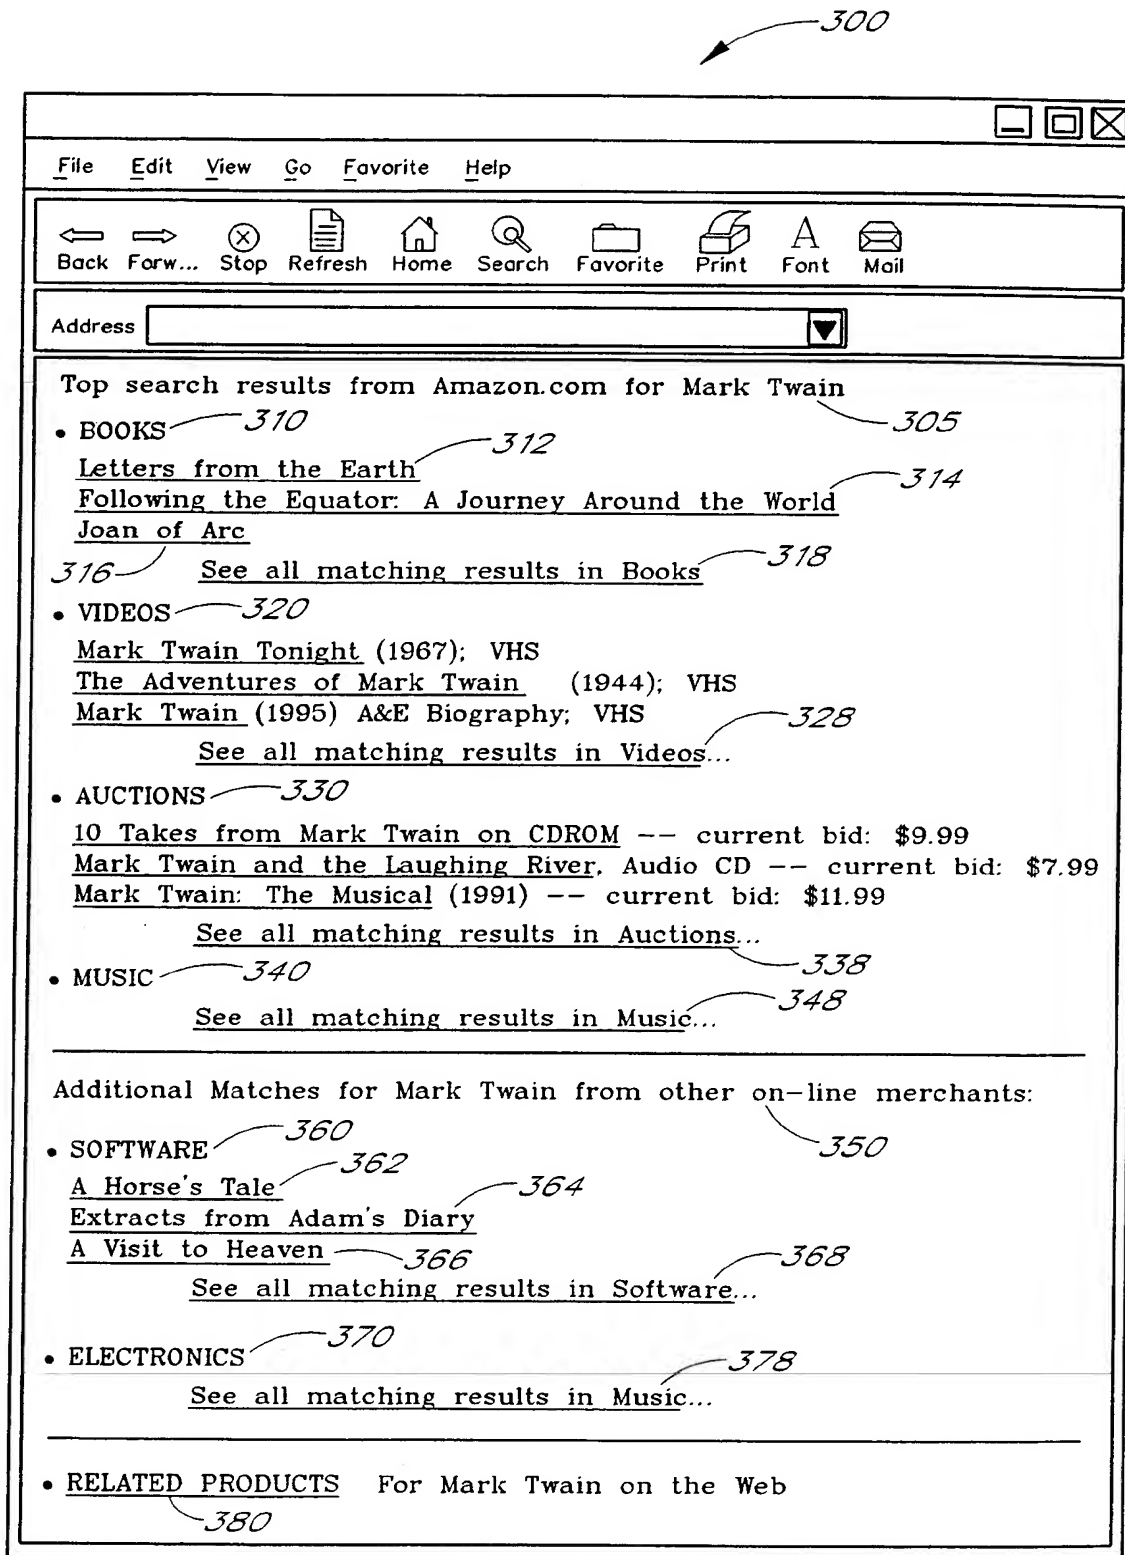 300
File Edit View Go Favorite Help
Back Forw... Stop Refresh Home Search Favorite Print Font Mail
Address
Top search results from Amazon.com for Mark Twain
305
• BOOKS 310
312
Letters from the Earth
314
Following the Equator: A Journey Around the World
Joan of Arc
316 See all matching results in Books 318
• VIDEOS 320
Mark Twain Tonight (1967); VHS
The Adventures of Mark Twain (1944); VHS
Mark Twain (1995) A&E Biography; VHS 328
See all matching results in Videos...
• AUCTIONS 330
10 Takes from Mark Twain on CDROM -- current bid: $9.99
Mark Twain and the Laughing River, Audio CD -- current bid: $7.99
Mark Twain: The Musical (1991) -- current bid: $11.99
See all matching results in Auctions...
338
• MUSIC 340
348
See all matching results in Music...
Additional Matches for Mark Twain from other on-line merchants:
350
• SOFTWARE 360
362
A Horse's Tale 364
Extracts from Adam's Diary
A Visit to Heaven 366 368
See all matching results in Software...
• ELECTRONICS 370
378
See all matching results in Music...
• RELATED PRODUCTS For Mark Twain on the Web
380